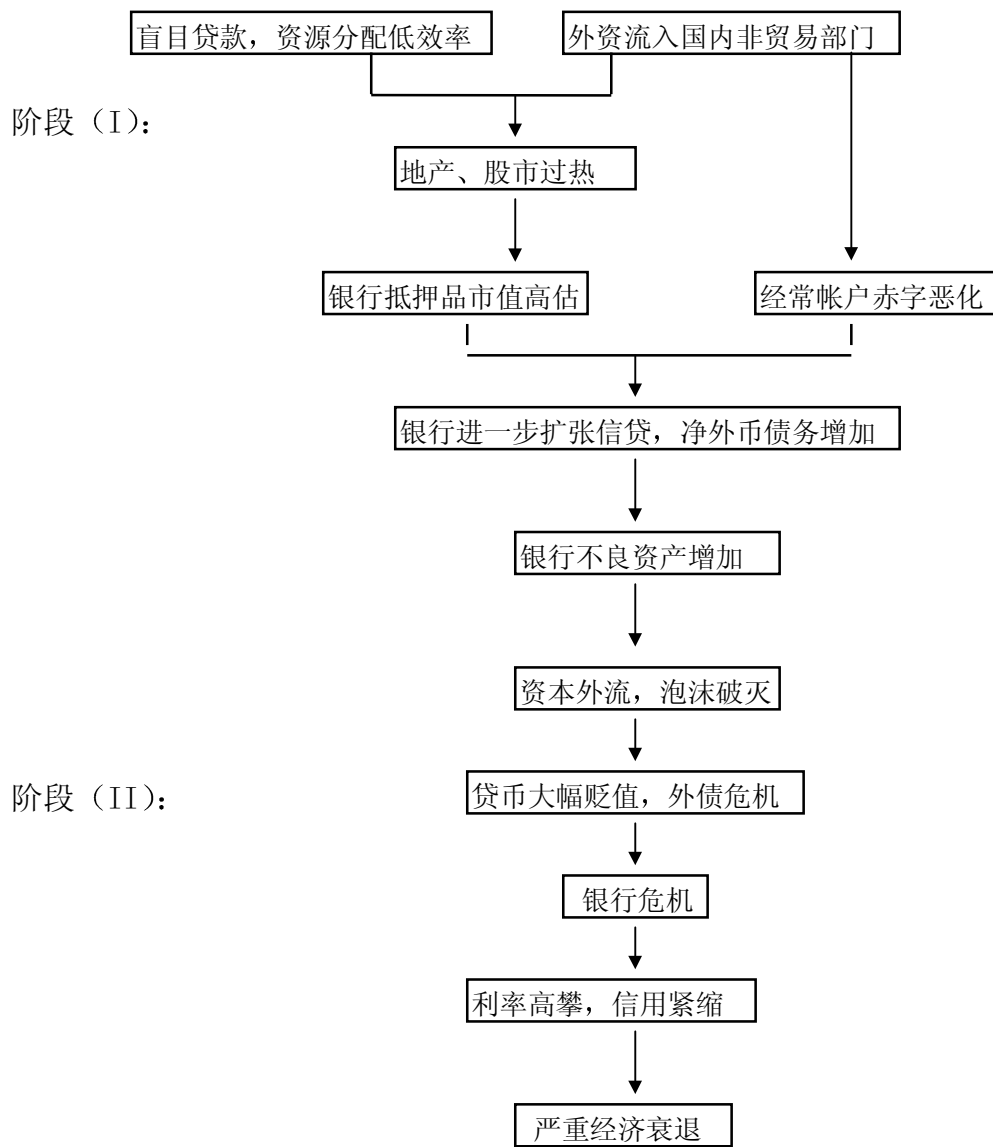 盲目贷款，资源分配低效率
外资流入国内非贸易部门
阶段（I）：
地产、股市过热
银行抵押品市值高估
经常帐户赤字恶化
银行进一步扩张信贷，净外币债务增加
银行不良资产增加
资本外流，泡沫破灭
阶段（II）：
贷币大幅贬值，外债危机
银行危机
利率高攀，信用紧缩
严重经济衰退